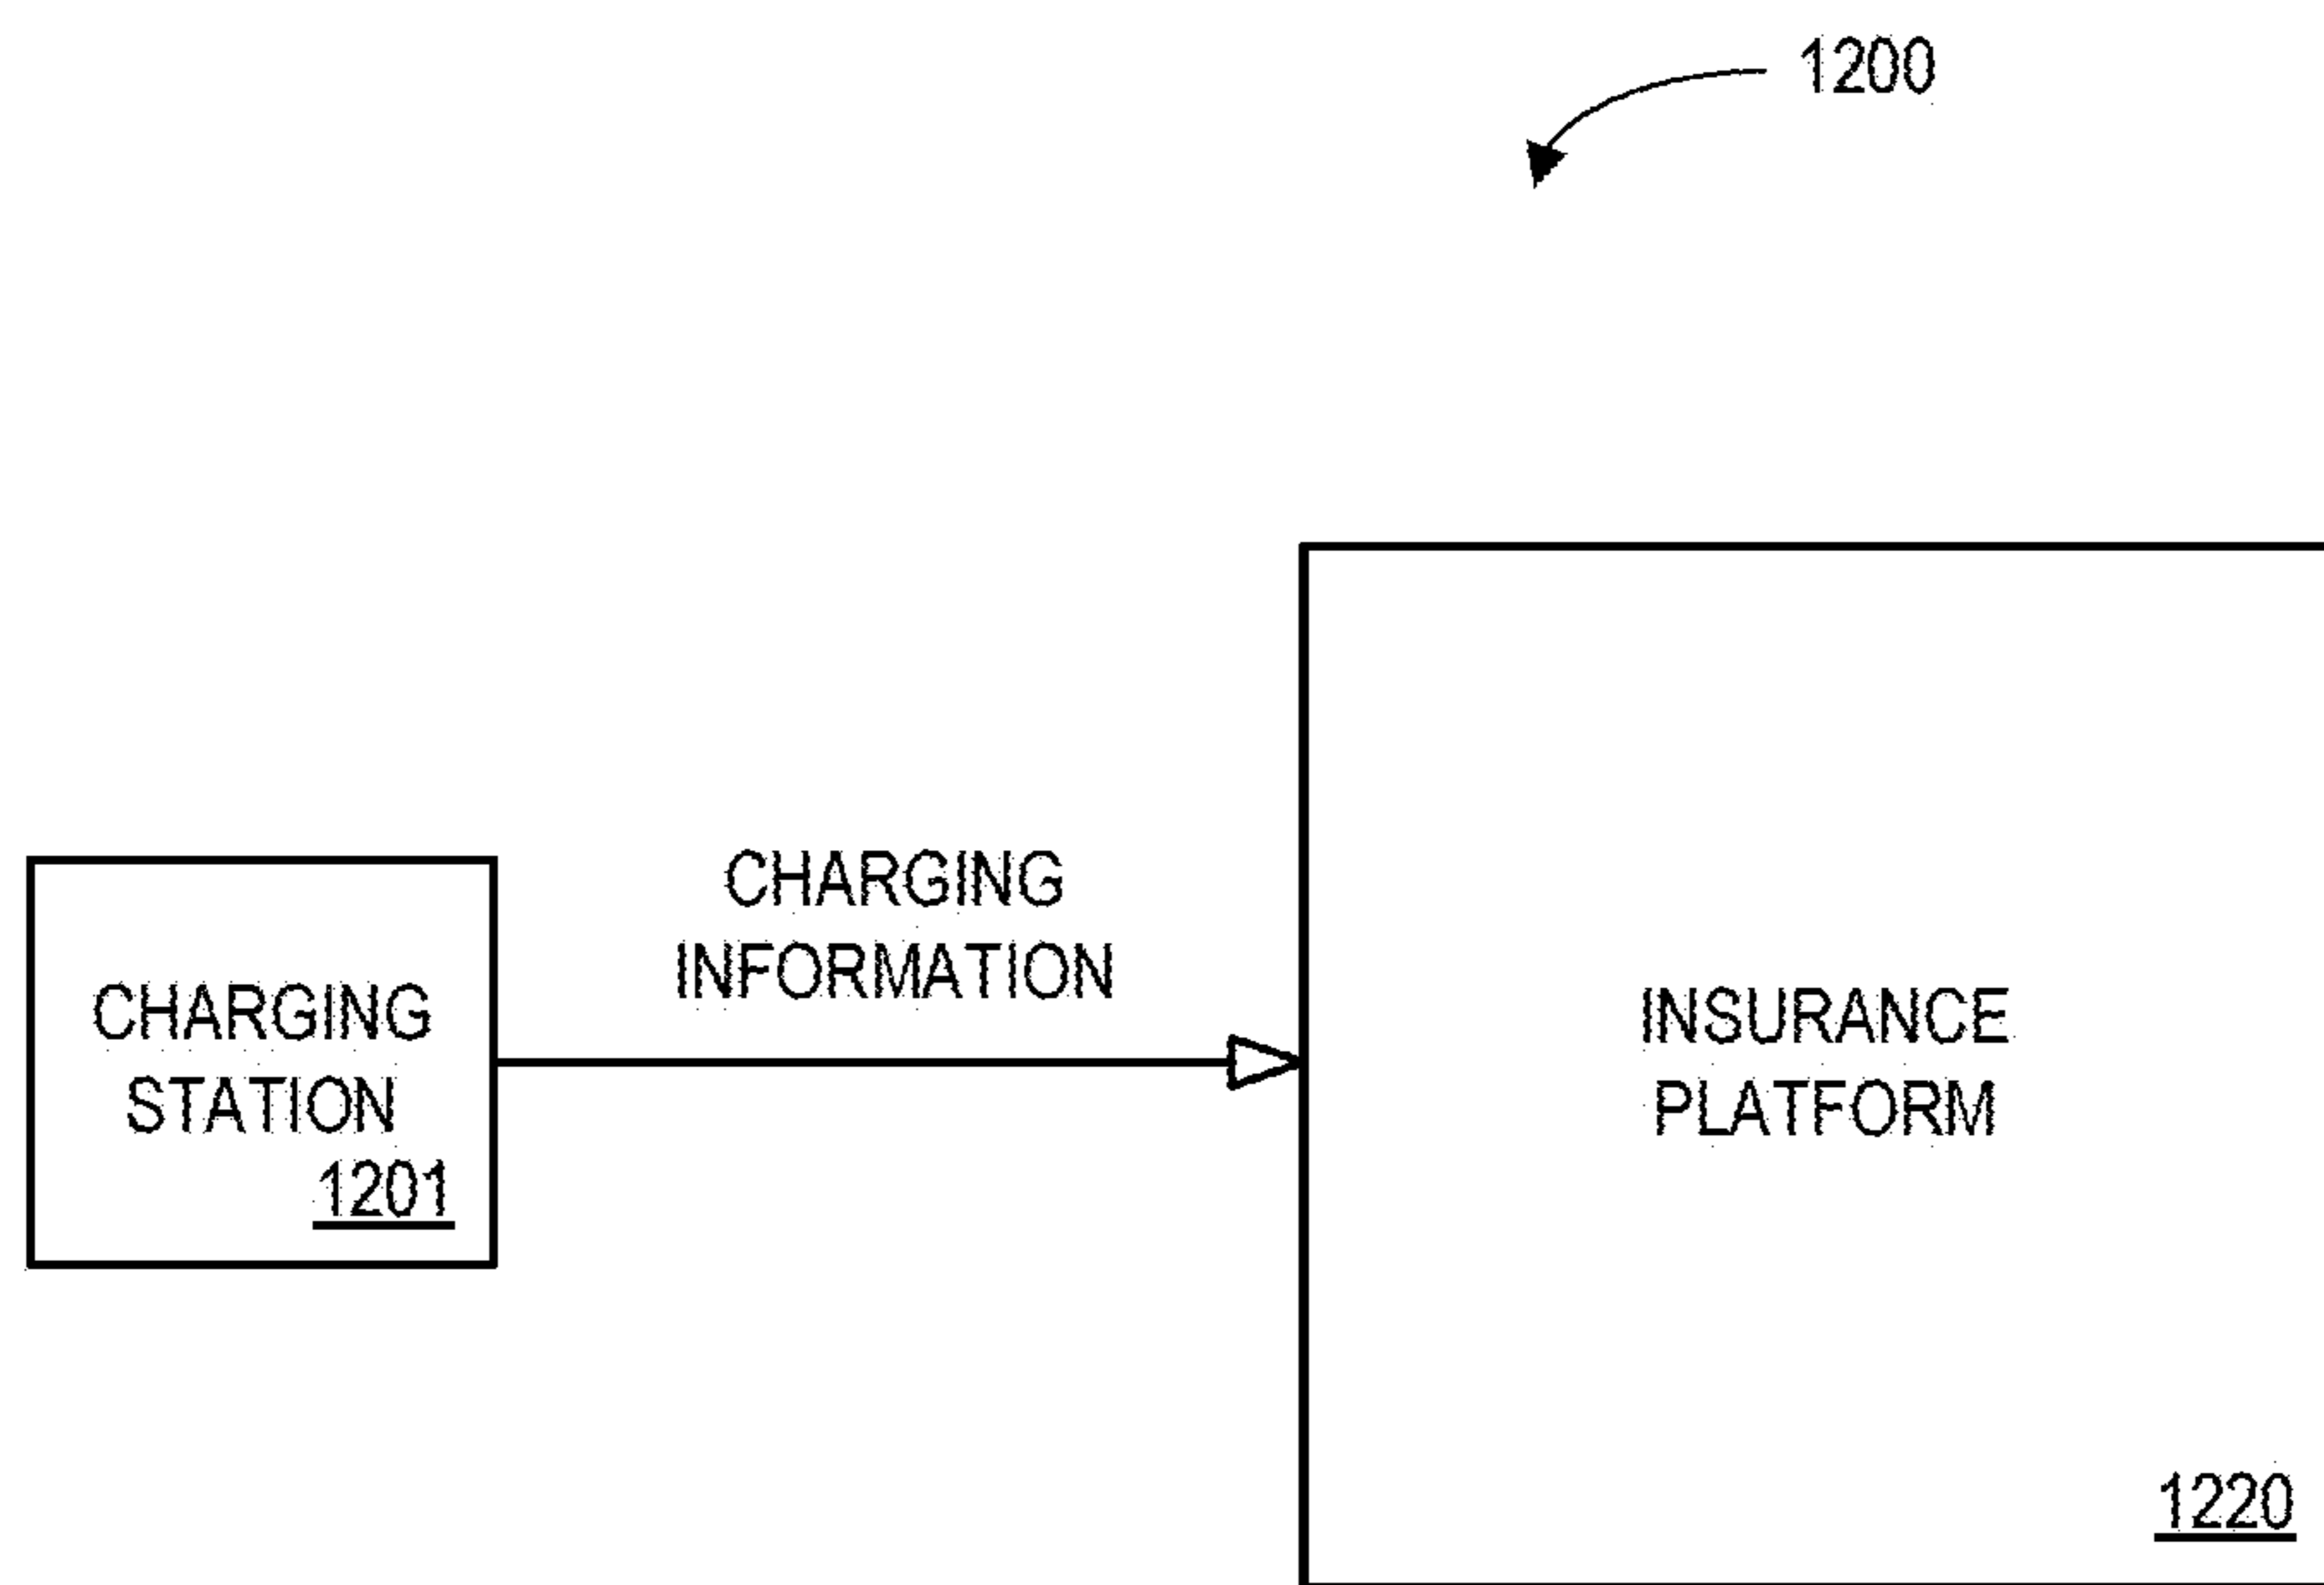 1200
CHARGING
INFORMATION
CHARGING
STATION
1201
INSURANCE
PLATFORM
1220